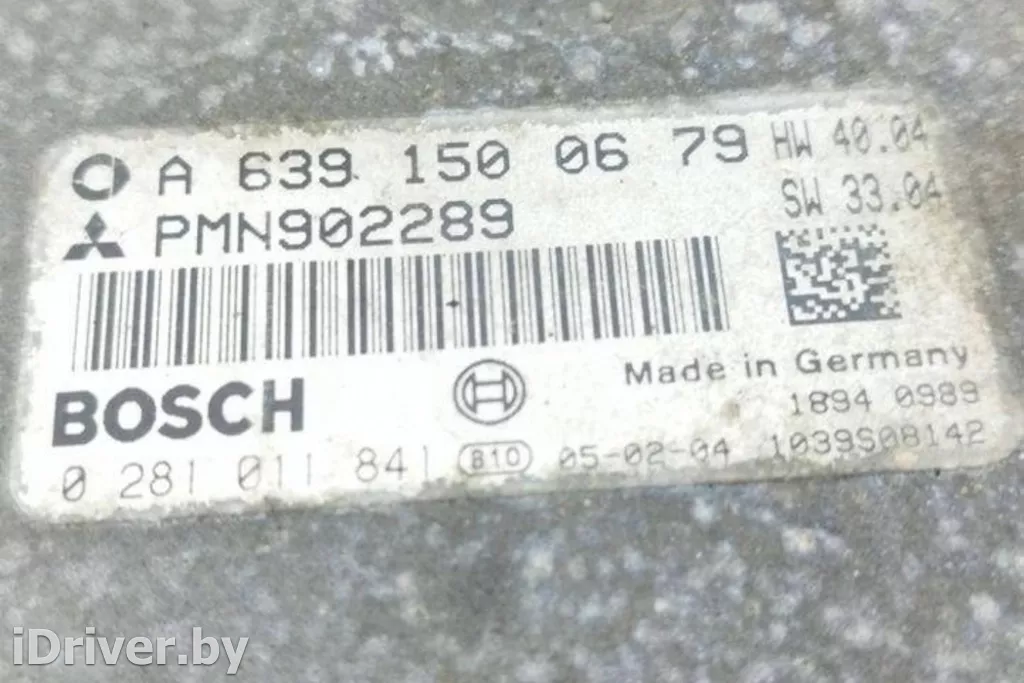 A 639 150 06 79 HW 40.04
PMN902289 SW 33.04
BOSCH Made in Germany
1894 0989
0 281 011 841 810 05-02-04 1039S08142
iDriver.by